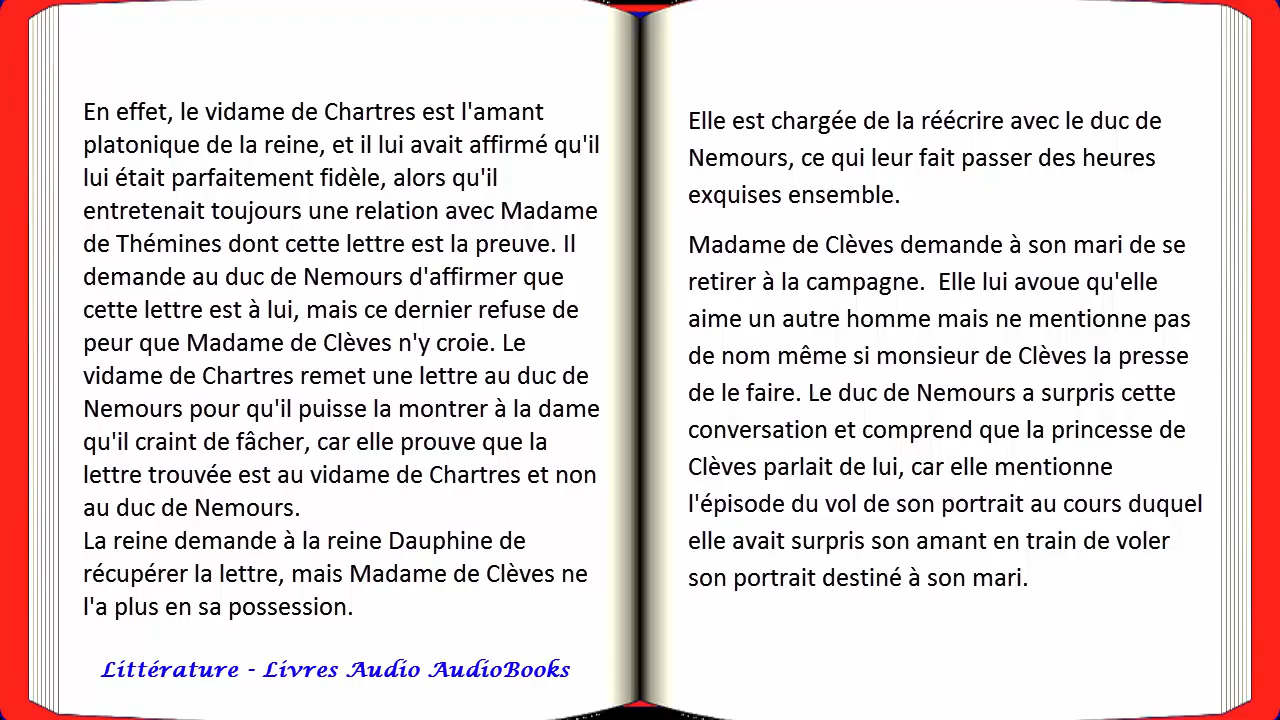 En effet, le vidame de Chartres est l'amant
platonique de la reine, et il lui avait affirmé qu'il
lui était parfaitement fidèle, alors qu'il
entretenait toujours une relation avec Madame
de Thémines dont cette lettre est la preuve. Il
demande au duc de Nemours d'affirmer que
cette lettre est à lui, mais ce dernier refuse de
peur que Madame de Clèves n'y croie. Le
vidame de Chartres remet une lettre au duc de
Nemours pour qu'il puisse la montrer à la dame
qu'il craint de fâcher, car elle prouve que la
lettre trouvée est au vidame de Chartres et non
au duc de Nemours.
La reine demande à la reine Dauphine de
récupérer la lettre, mais Madame de Clèves ne
l'a plus en sa possession.
Littérature - Livres Audio AudioBooks
Elle est chargée de la réécrire avec le duc de
Nemours, ce qui leur fait passer des heures
exquises ensemble.
Madame de Clèves demande à son mari de se
retirer à la campagne.  Elle lui avoue qu'elle
aime un autre homme mais ne mentionne pas
de nom même si monsieur de Clèves la presse
de le faire. Le duc de Nemours a surpris cette
conversation et comprend que la princesse de
Clèves parlait de lui, car elle mentionne
l'épisode du vol de son portrait au cours duquel
elle avait surpris son amant en train de voler
son portrait destiné à son mari.